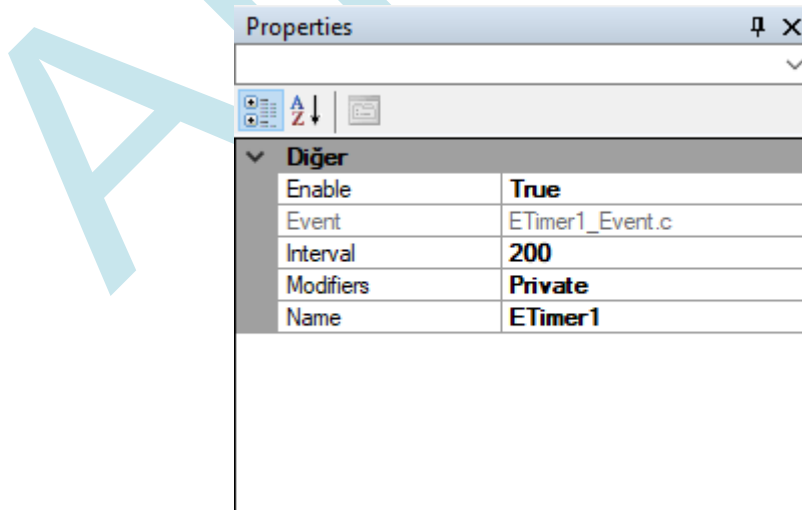 Properties
Diğer
Enable True
Event ETimer1_Event.c
Interval 200
Modifiers Private
Name ETimer1